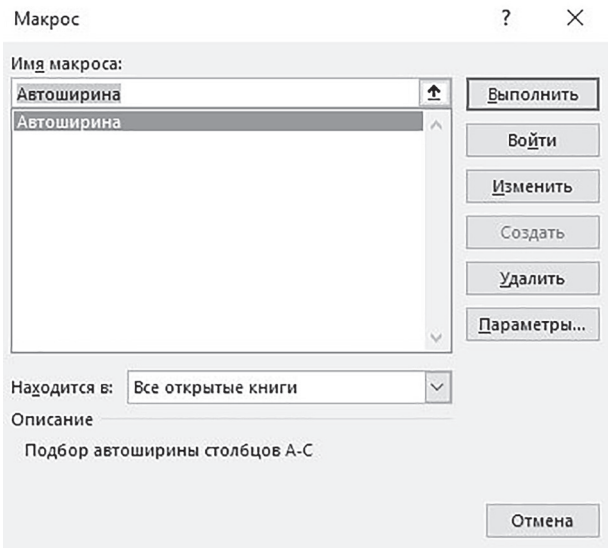 Макрос
Имя макроса:
Автоширина
Автоширина
Выполнить
Войти
Изменить
Создать
Удалить
Параметры...
Находится в: Все открытые книги
Описание
Подбор автоширины столбцов A-C
Отмена